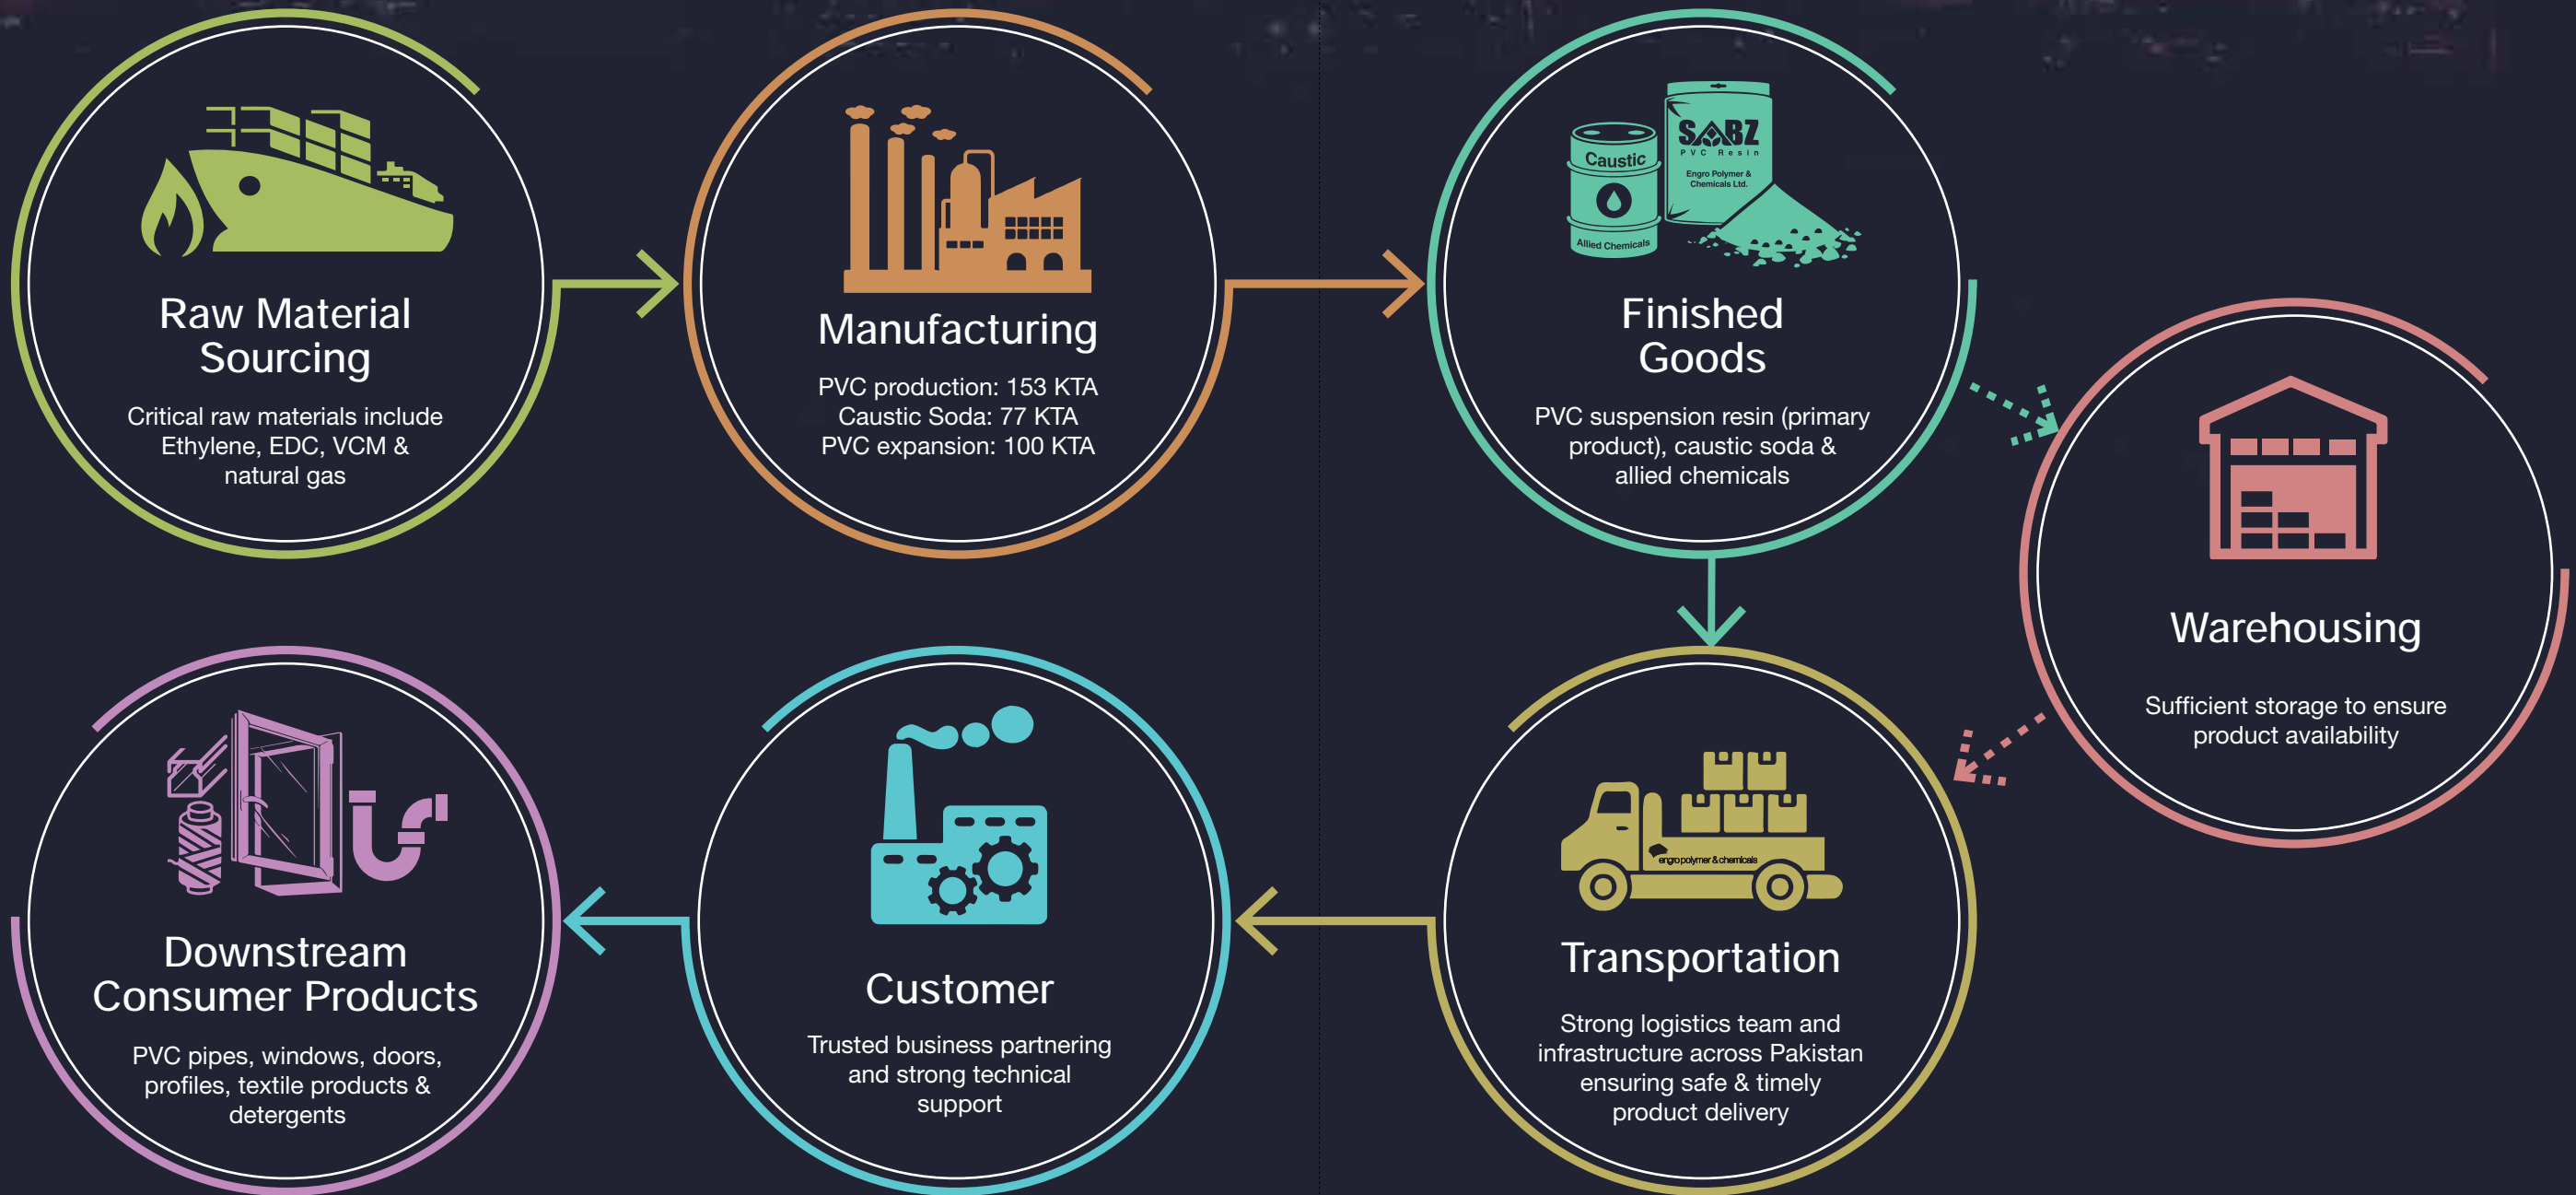 Raw Material
Sourcing
Critical raw materials include
Ethylene, EDC, VCM &
natural gas
Manufacturing
PVC production: 153 KTA
Caustic Soda: 77 KTA
PVC expansion: 100 KTA
Caustic
Allied Chemicals
SABZ
PVC Resin
Engro Polymer &
Chemicals Ltd.
Finished
Goods
PVC suspension resin (primary
product), caustic soda &
allied chemicals
Warehousing
Sufficient storage to ensure
product availability
engro polymer & chemicals
Transportation
Strong logistics team and
infrastructure across Pakistan
ensuring safe & timely
product delivery
Customer
Trusted business partnering
and strong technical
support
Downstream
Consumer Products
PVC pipes, windows, doors,
profiles, textile products &
detergents